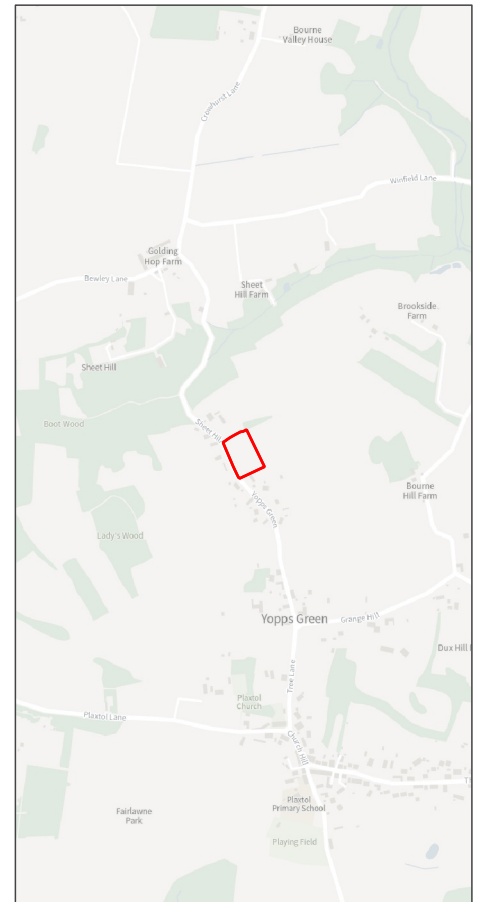 Bourne
Valley House
Crowhurst Lane
Winfield Lane
Golding
Hop Farm
Bewley Lane
Sheet
Hill Farm
Brookside
Farm
Sheet Hill
Boot Wood
Sheet Hill
Bourne
Hill Farm
Yopps Green
Lady's Wood
Yopps Green
Grange Hill
Dux Hill
Tree Lane
Plaxtol
Church
Plaxtol Lane
Church Hill
Plaxtol
Primary School
Fairlawne
Park
Playing Field